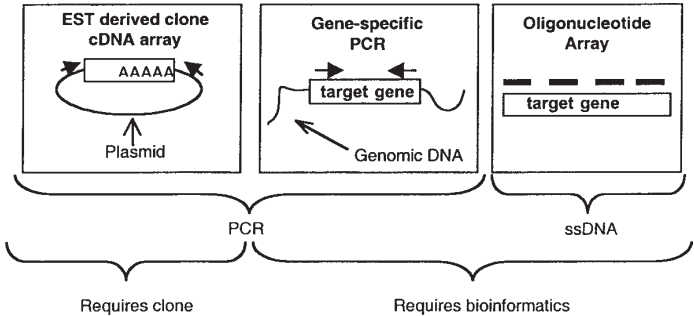 EST derived clone
cDNA array
AAAAA
Plasmid
Gene-specific
PCR
target gene
Genomic DNA
Oligonucleotide
Array
target gene
PCR
ssDNA
Requires clone
Requires bioinformatics